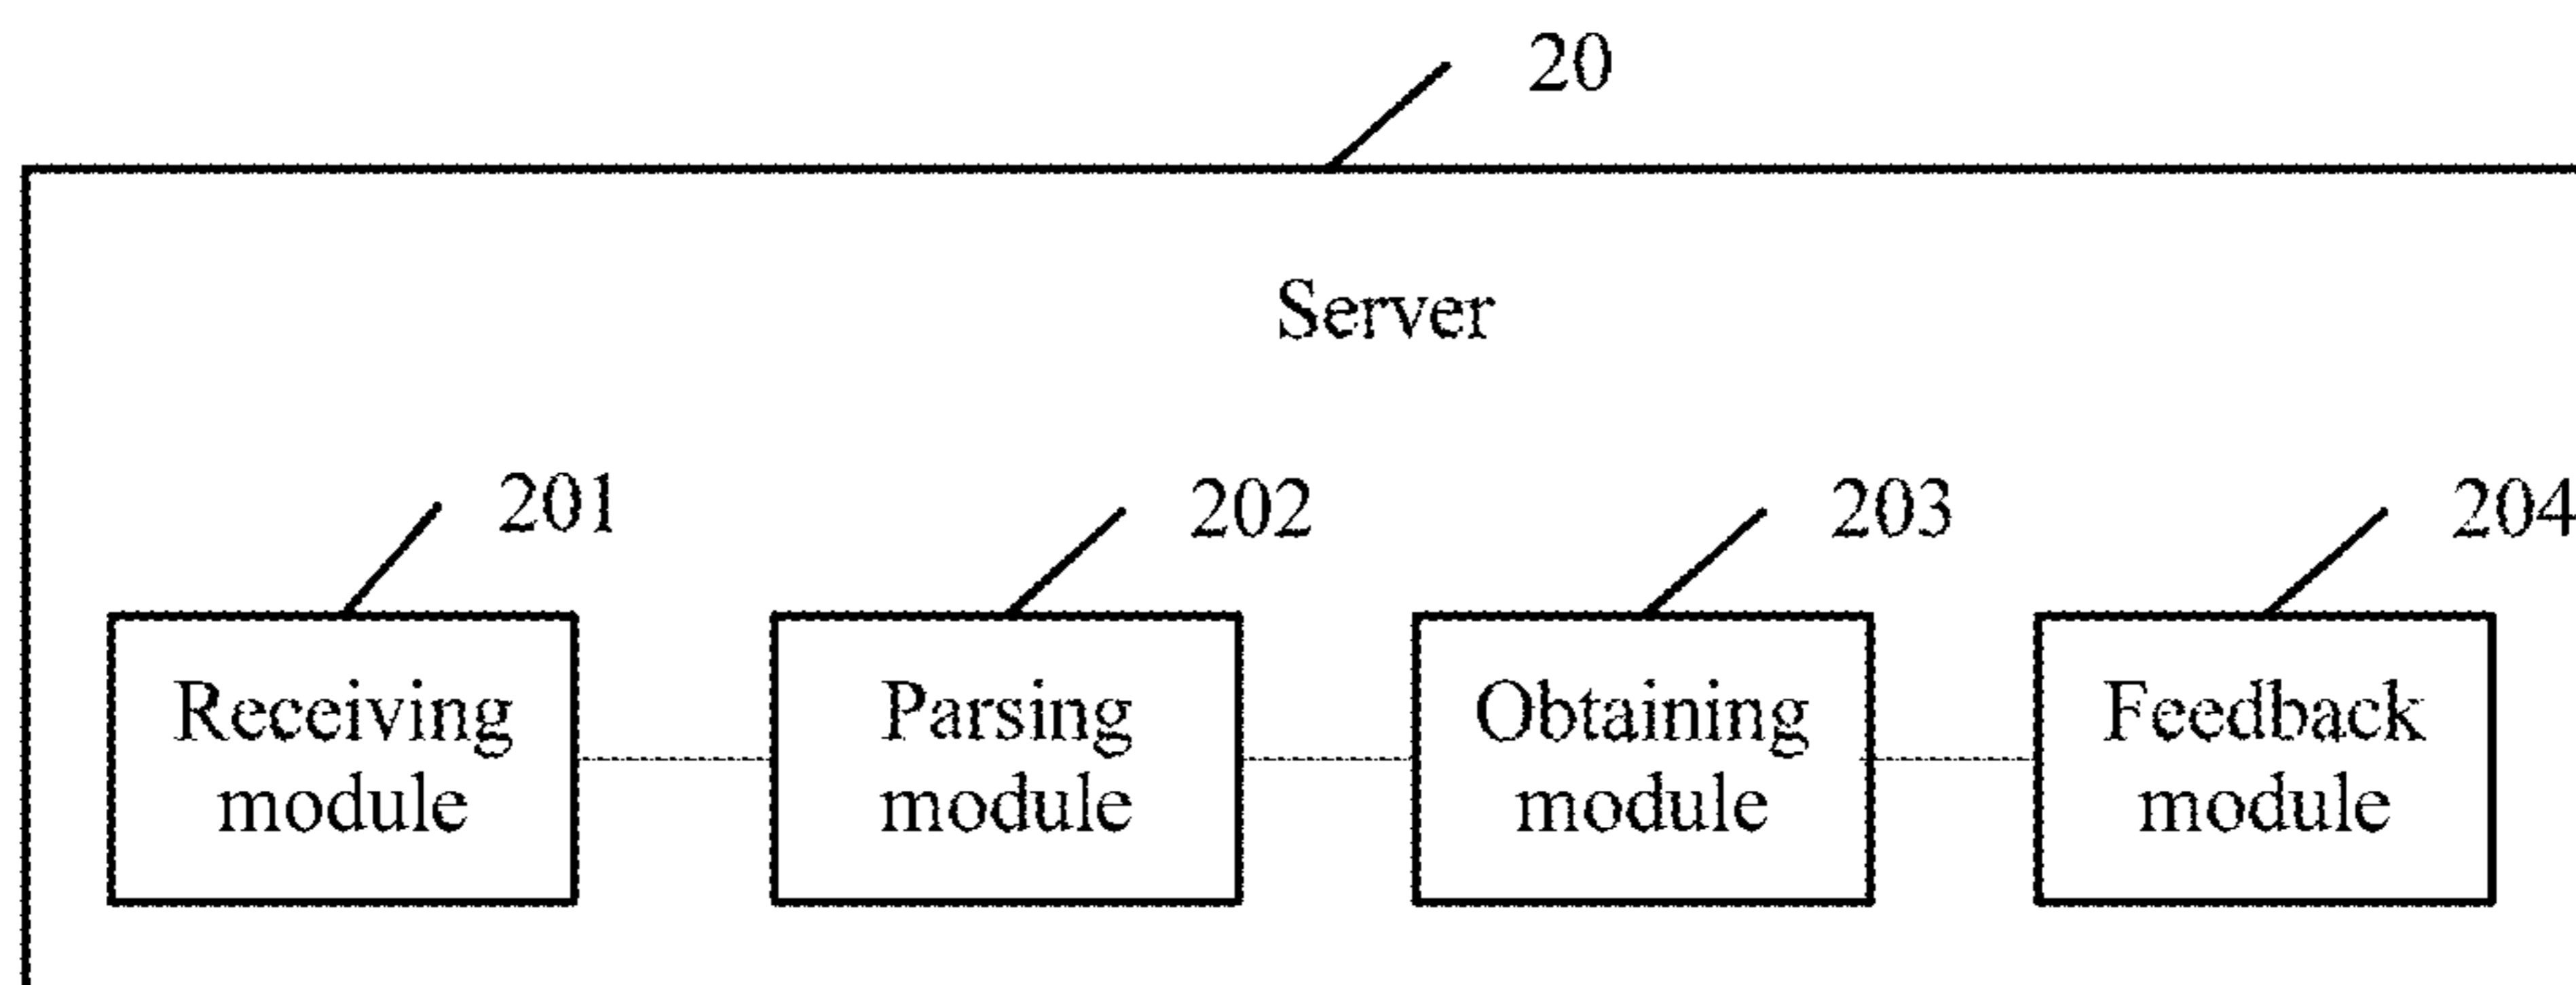 20
Server
201
202
203
204
Receiving
module
Parsing
module
Obtaining
module
Feedback
module